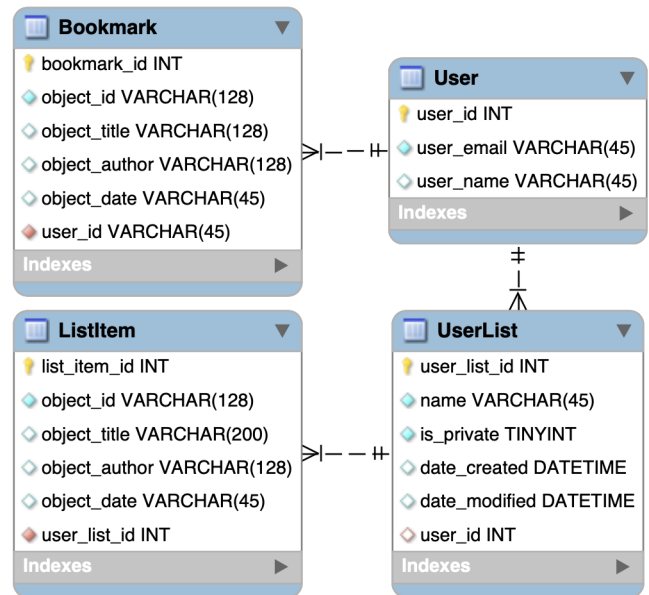 Bookmark
bookmark_id INT
object_id VARCHAR(128)
object_title VARCHAR(128)
object_author VARCHAR(128)
object_date VARCHAR(45)
user_id VARCHAR(45)
Indexes
User
user_id INT
user_email VARCHAR(45)
user_name VARCHAR(45)
Indexes
ListItem
list_item_id INT
object_id VARCHAR(128)
object_title VARCHAR(200)
object_author VARCHAR(128)
object_date VARCHAR(45)
user_list_id INT
Indexes
UserList
user_list_id INT
name VARCHAR(45)
is_private TINYINT
date_created DATETIME
date_modified DATETIME
user_id INT
Indexes